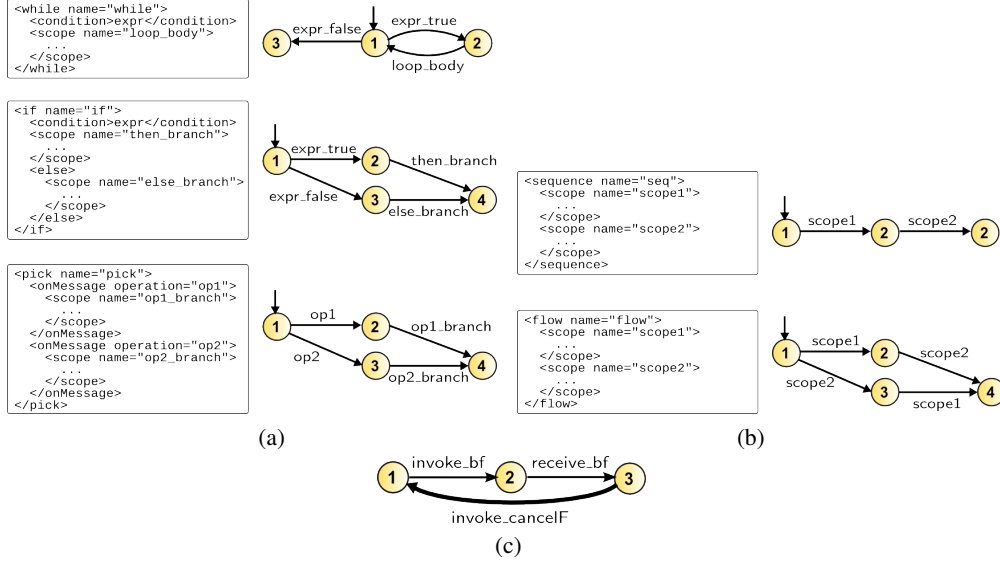 <while name="while">
<condition>expr</condition>
<scope name="loop_body">
...
</scope>
</while>
expr_false
expr_true
3
1
2
loop_body
<if name="if">
<condition>expr</condition>
<scope name="then_branch">
...
</scope>
<else>
<scope name="else_branch">
...
</scope>
</else>
</if>
expr_true
then_branch
1
2
expr_false
3
else_branch
4
<pick name="pick">
<onMessage operation="op1">
<scope name="op1_branch">
...
</scope>
</onMessage>
<onMessage operation="op2">
<scope name="op2_branch">
...
</scope>
</onMessage>
</pick>
op1
op1_branch
1
2
op2
3
op2_branch
4
(a)
<sequence name="seq">
<scope name="scope1">
...
</scope>
<scope name="scope2">
...
</scope>
</sequence>
scope1
scope2
1
2
2
<flow name="flow">
<scope name="scope1">
...
</scope>
<scope name="scope2">
...
</scope>
</flow>
scope1
scope2
1
2
scope2
3
scope1
4
(b)
invoke_bf
receive_bf
1
2
3
invoke_cancelF
(c)